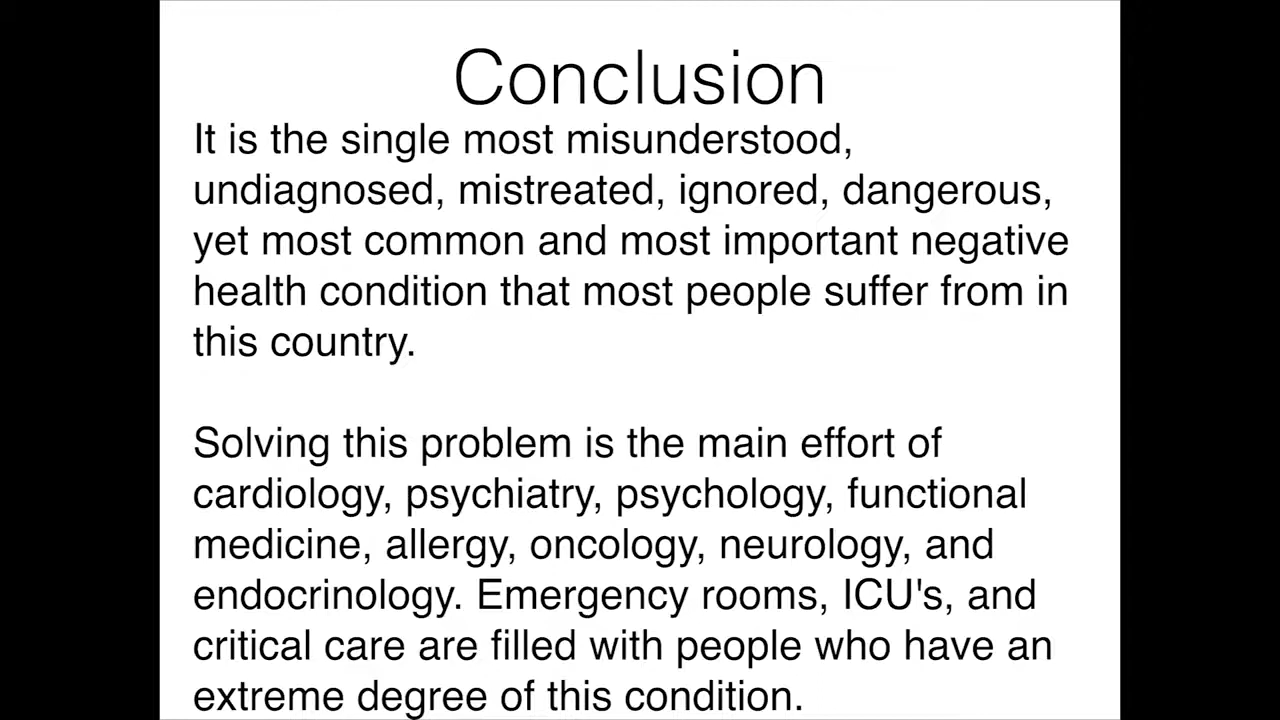 Conclusion
It is the single most misunderstood,
undiagnosed, mistreated, ignored, dangerous,
yet most common and most important negative
health condition that most people suffer from in
this country.
Solving this problem is the main effort of
cardiology, psychiatry, psychology, functional
medicine, allergy, oncology, neurology, and
endocrinology. Emergency rooms, ICU's, and
critical care are filled with people who have an
extreme degree of this condition.